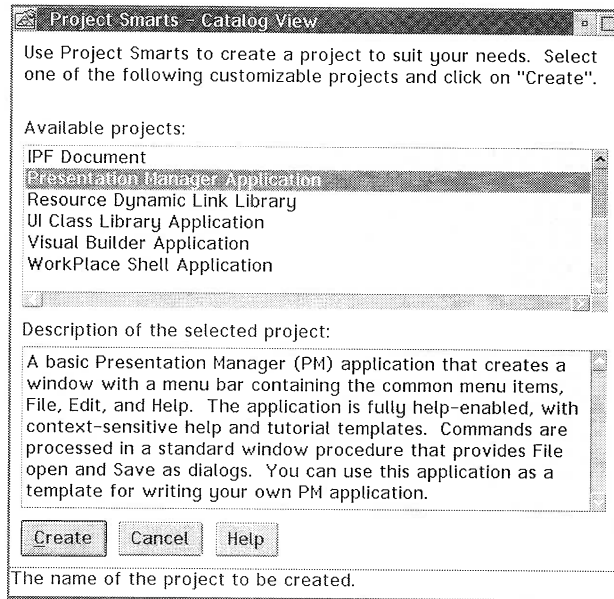 Project Smarts - Catalog View
Use Project Smarts to create a project to suit your needs. Select
one of the following customizable projects and click on "Create".
Available projects:
IPF Document
Presentation Manager Application
Resource Dynamic Link Library
UI Class Library Application
Visual Builder Application
WorkPlace Shell Application
Description of the selected project:
A basic Presentation Manager (PM) application that creates a
window with a menu bar containing the common menu items,
File, Edit, and Help. The application is fully help-enabled, with
context-sensitive help and tutorial templates. Commands are
processed in a standard window procedure that provides File
open and Save as dialogs. You can use this application as a
template for writing your own PM application.
Create Cancel Help
The name of the project to be created.